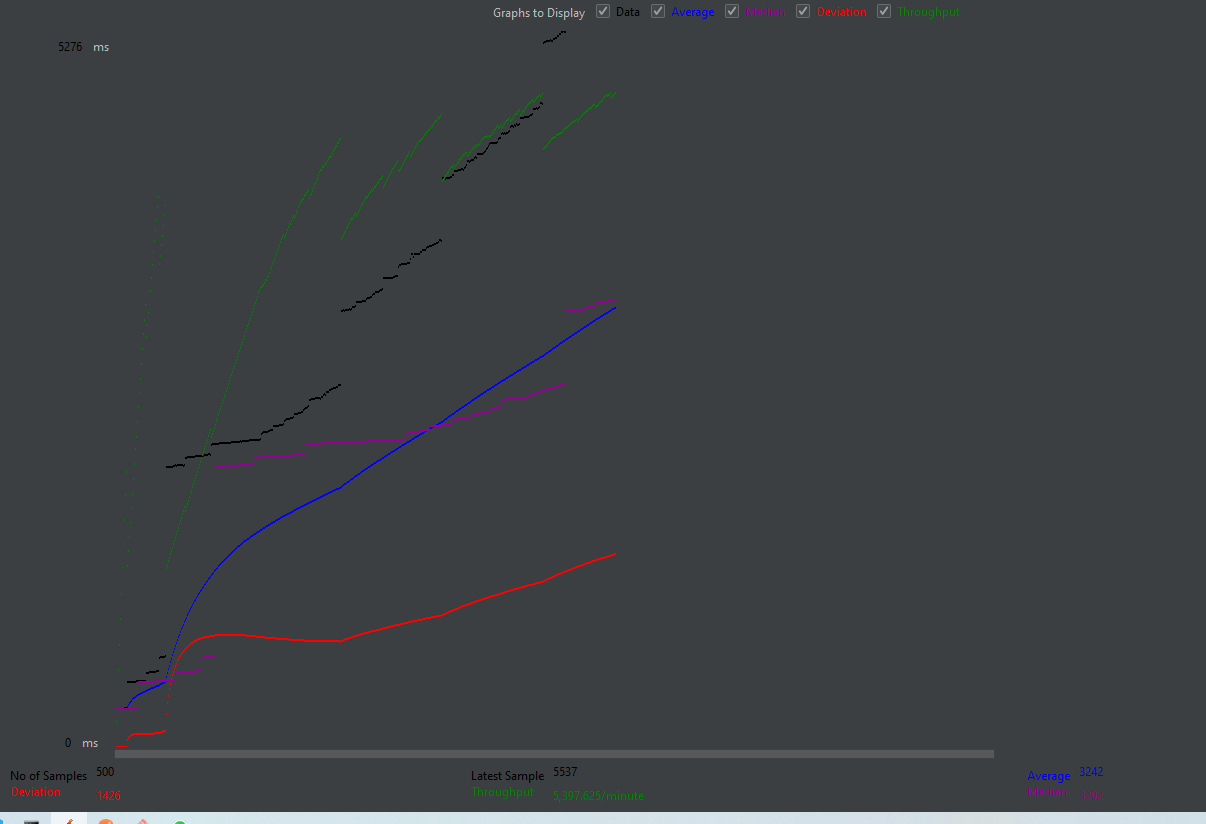 Graphs to Display Data Average Median Deviation Throughput
5276 ms
0 ms
No of Samples 500 Latest Sample 5537 Average 3242
Deviation 1426 Throughput 5,397.625/minute Median